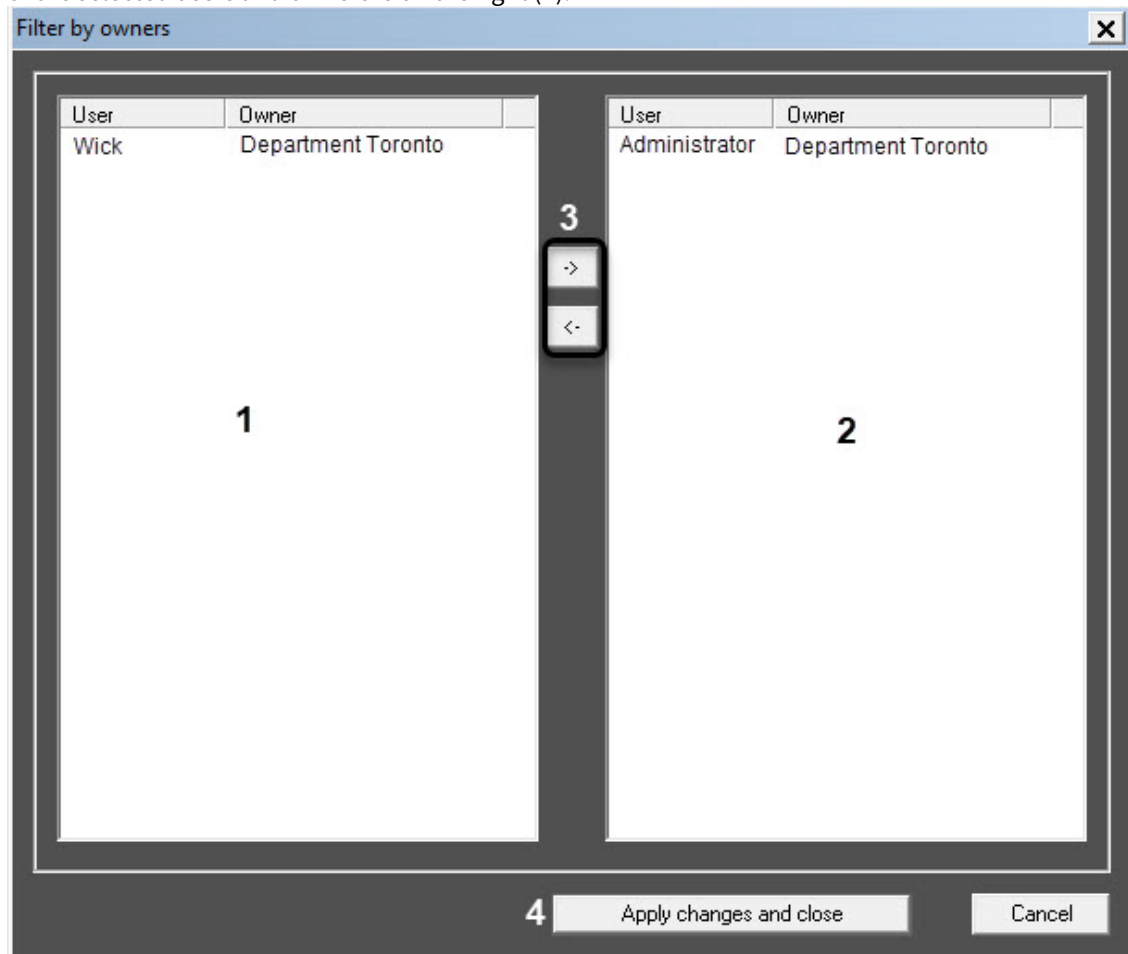 Filter by owners
User Owner
Wick Department Toronto
User Owner
Administrator Department Toronto
3
->
<-
1
2
4 Apply changes and close Cancel